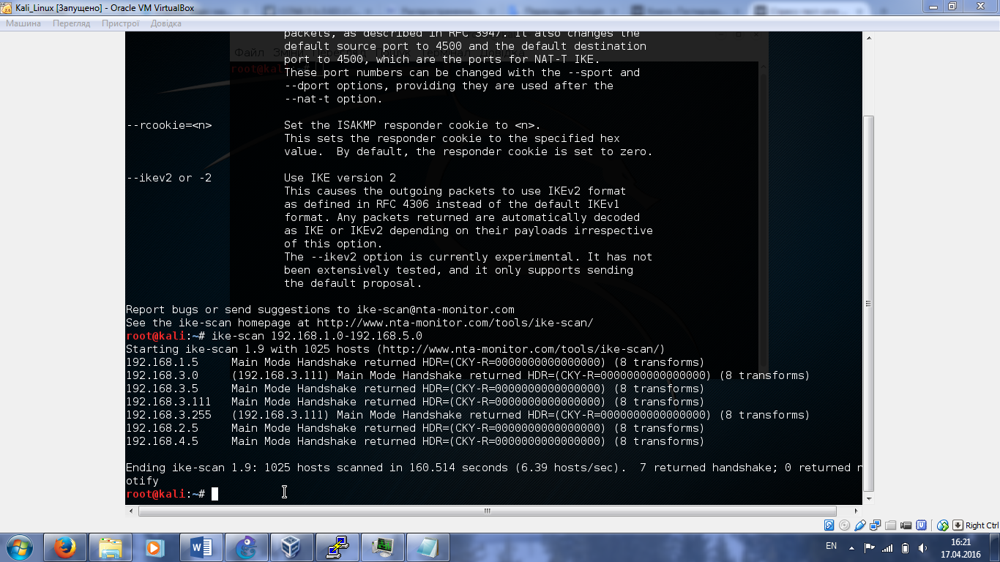 Kali_Linux [Запущено] - Oracle VM VirtualBox
Машина Перегляд Пристрої Довідка
packets, as described in RFC 3947. It also changes the
default source port to 4500 and the default destination
port to 4500, which are the ports for NAT-T IKE.
These port numbers can be changed with the --sport and
--dport options, providing they are used after the
--nat-t option.
--rcookie=<n> Set the ISAKMP responder cookie to <n>.
This sets the responder cookie to the specified hex
value. By default, the responder cookie is set to zero.
--ikev2 or -2 Use IKE version 2
This causes the outgoing packets to use IKEv2 format
as defined in RFC 4306 instead of the default IKEv1
format. Any packets returned are automatically decoded
as IKE or IKEv2 depending on their payloads irrespective
of this option.
The --ikev2 option is currently experimental. It has not
been extensively tested, and it only supports sending
the default proposal.
Report bugs or send suggestions to ike-scan@nta-monitor.com
See the ike-scan homepage at http://www.nta-monitor.com/tools/ike-scan/
root@kali:~# ike-scan 192.168.1.0-192.168.5.0
Starting ike-scan 1.9 with 1025 hosts (http://www.nta-monitor.com/tools/ike-scan/)
192.168.1.5 Main Mode Handshake returned HDR=(CKY-R=0000000000000000) (8 transforms)
192.168.3.0 (192.168.3.111) Main Mode Handshake returned HDR=(CKY-R=0000000000000000) (8 transforms)
192.168.3.5 Main Mode Handshake returned HDR=(CKY-R=0000000000000000) (8 transforms)
192.168.3.111 Main Mode Handshake returned HDR=(CKY-R=0000000000000000) (8 transforms)
192.168.3.255 (192.168.3.111) Main Mode Handshake returned HDR=(CKY-R=0000000000000000) (8 transforms)
192.168.2.5 Main Mode Handshake returned HDR=(CKY-R=0000000000000000) (8 transforms)
192.168.4.5 Main Mode Handshake returned HDR=(CKY-R=0000000000000000) (8 transforms)
Ending ike-scan 1.9: 1025 hosts scanned in 160.514 seconds (6.39 hosts/sec). 7 returned handshake; 0 returned n
otify
root@kali:~#
Right Ctrl
EN 16:21
17.04.2016